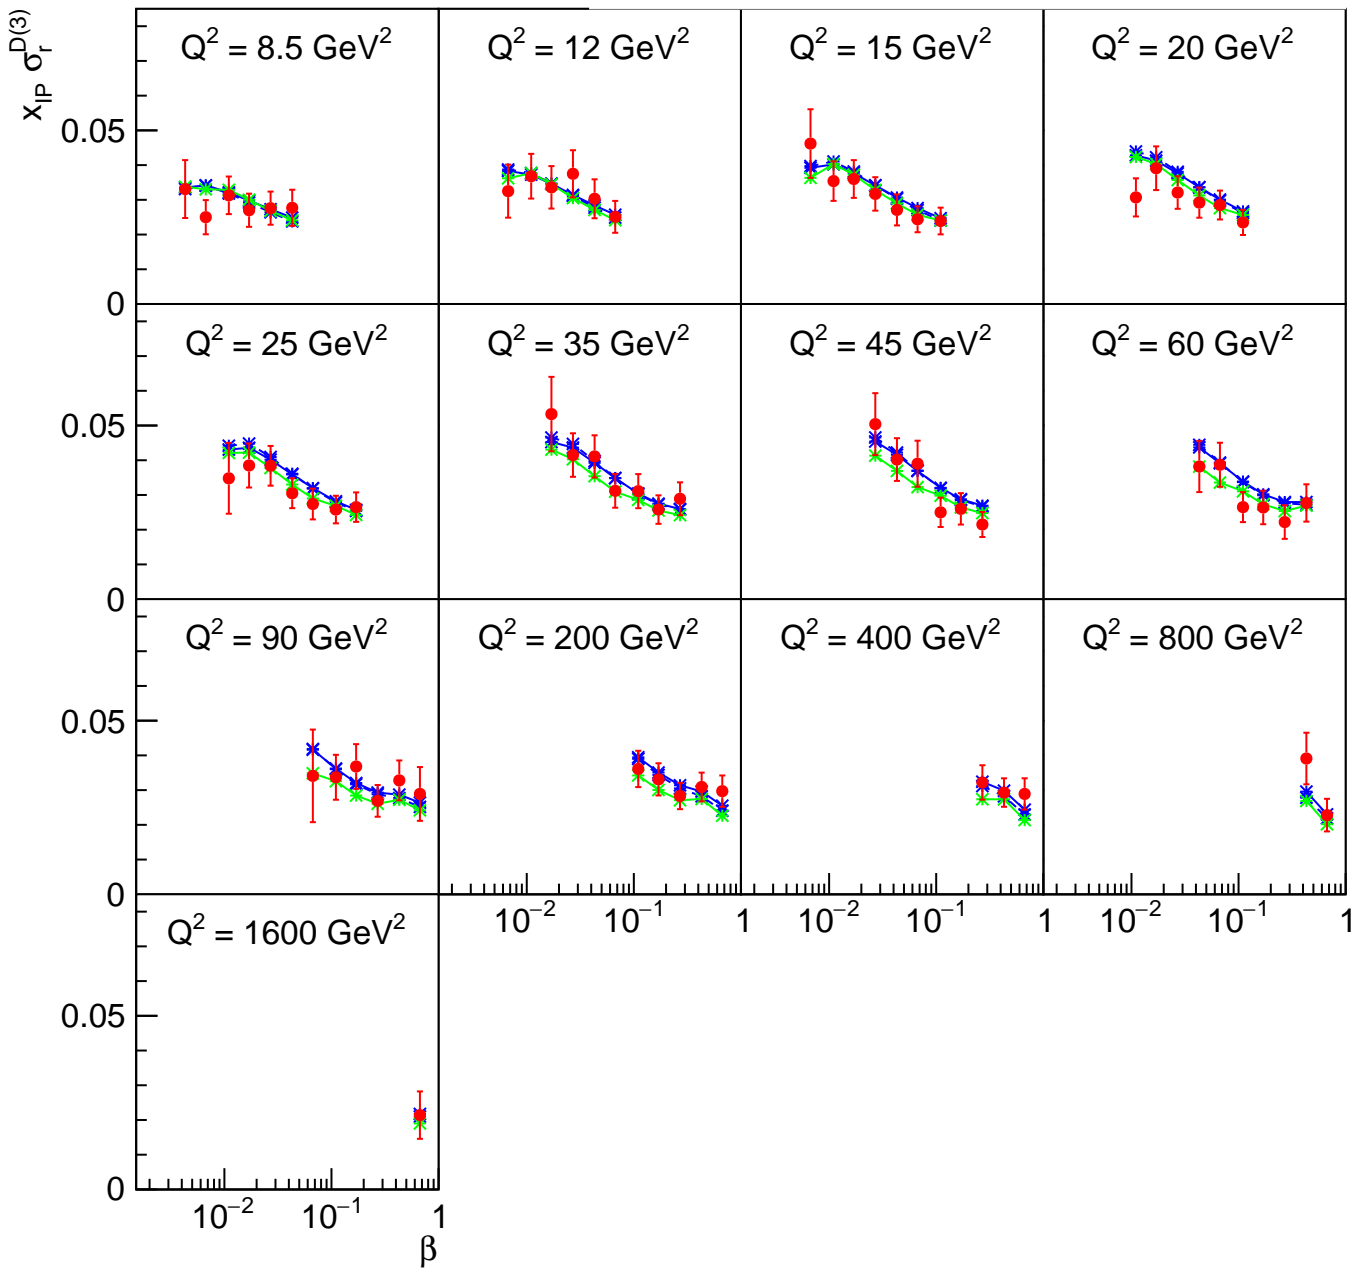 x_IP σ_r^D(3)
Q² = 8.5 GeV²
Q² = 12 GeV²
Q² = 15 GeV²
Q² = 20 GeV²
0.05
0
Q² = 25 GeV²
Q² = 35 GeV²
Q² = 45 GeV²
Q² = 60 GeV²
0.05
0
Q² = 90 GeV²
Q² = 200 GeV²
Q² = 400 GeV²
Q² = 800 GeV²
0.05
0
10⁻² 10⁻¹ 1
10⁻² 10⁻¹ 1
10⁻² 10⁻¹ 1
Q² = 1600 GeV²
0.05
0
10⁻² 10⁻¹ 1
β